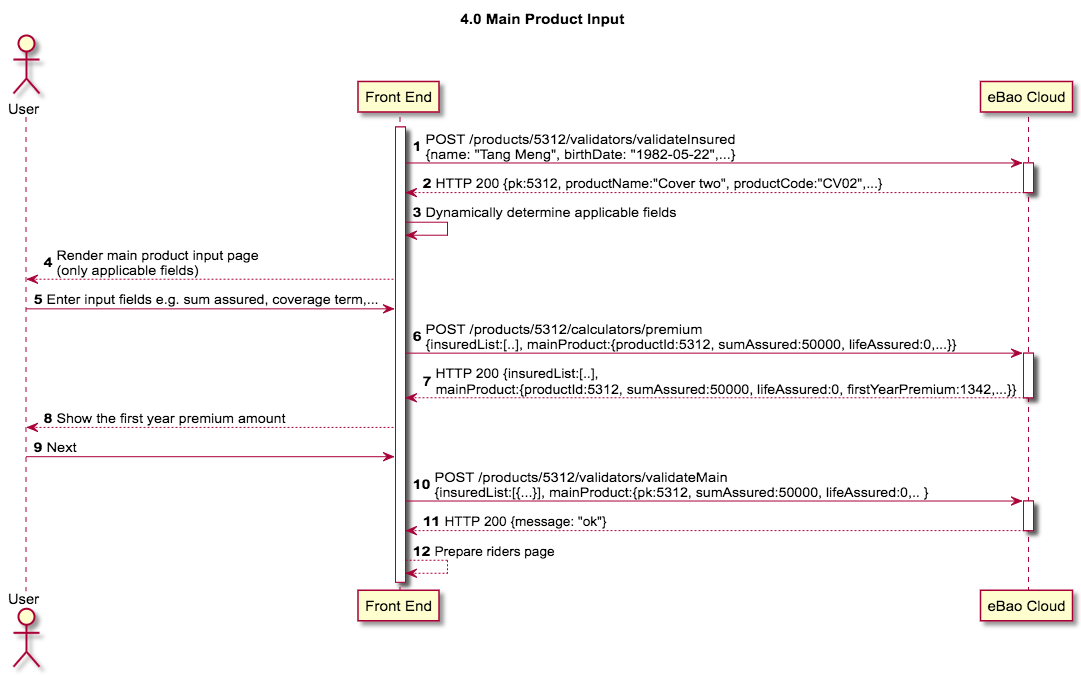 4.0 Main Product Input
User
Front End
eBao Cloud
1 POST /products/5312/validators/validateInsured
{name: "Tang Meng", birthDate: "1982-05-22",...}
2 HTTP 200 {pk:5312, productName:"Cover two", productCode:"CV02",...}
3 Dynamically determine applicable fields
4 Render main product input page
(only applicable fields)
5 Enter input fields e.g. sum assured, coverage term,...
6 POST /products/5312/calculators/premium
{insuredList:[..], mainProduct:{productId:5312, sumAssured:50000, lifeAssured:0,...}}
7 HTTP 200 {insuredList:[..],
mainProduct:{productId:5312, sumAssured:50000, lifeAssured:0, firstYearPremium:1342,...}}
8 Show the first year premium amount
9 Next
10 POST /products/5312/validators/validateMain
{insuredList:[{...}], mainProduct:{pk:5312, sumAssured:50000, lifeAssured:0,.. }
11 HTTP 200 {message: "ok"}
12 Prepare riders page
User
Front End
eBao Cloud